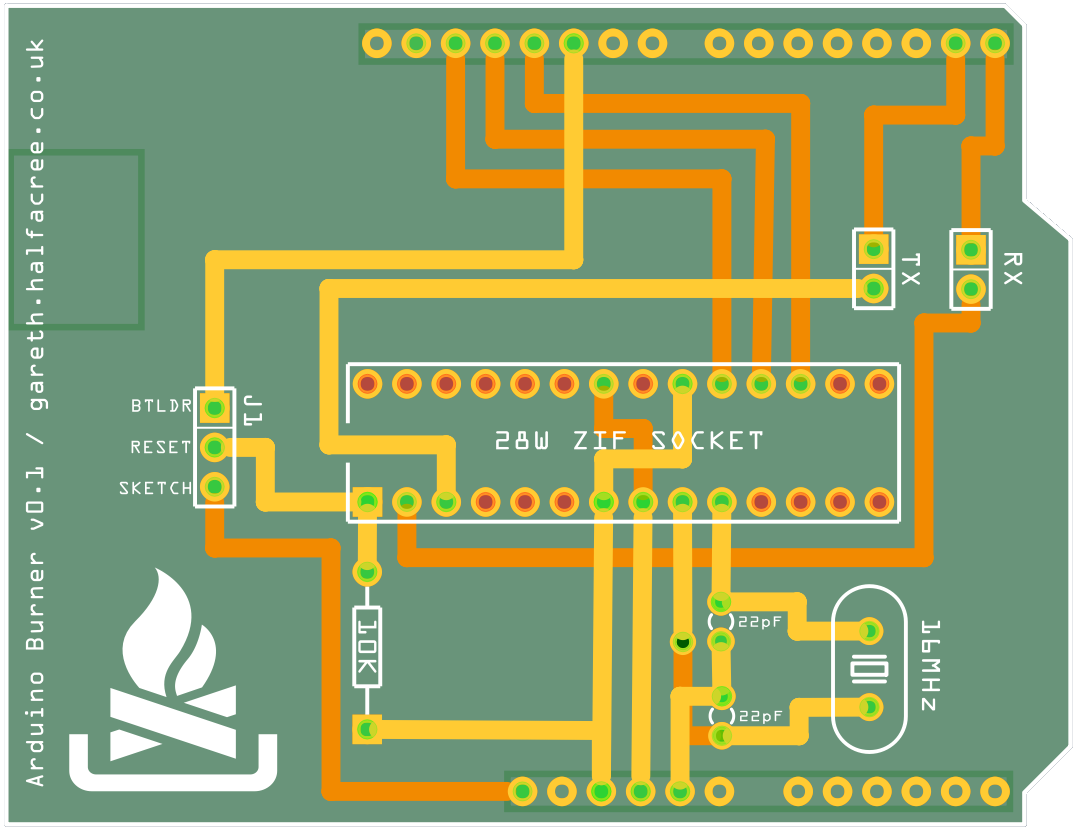 Arduino Burner v0.1 / gareth.halfacree.co.uk
TX
RX
BTLDR
J1
RESET
SKETCH
28W ZIF SOCKET
10K
22pF
22pF
16MHz